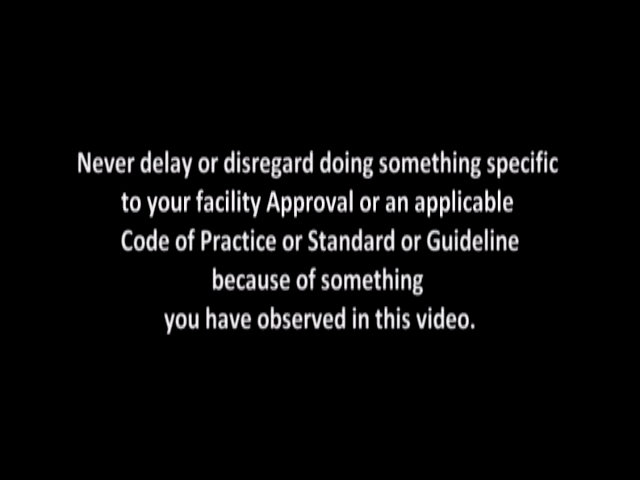 Never delay or disregard doing something specific
to your facility Approval or an applicable
Code of Practice or Standard or Guideline
because of something
you have observed in this video.